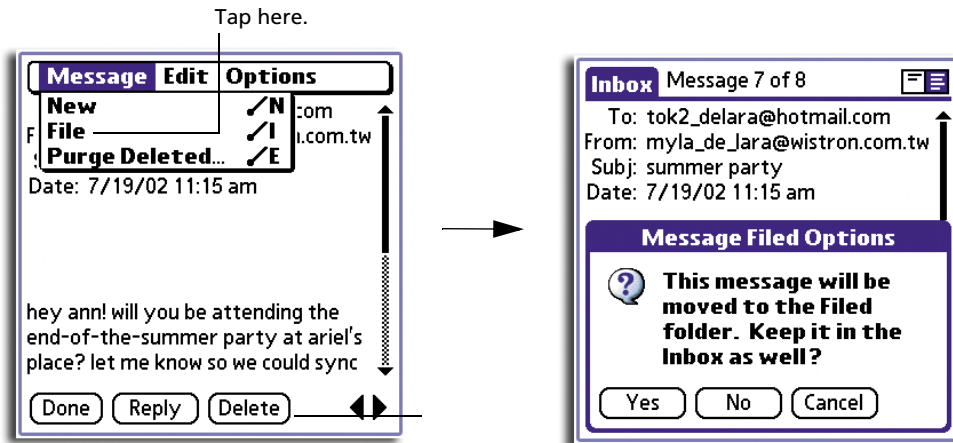 Tap here.
Message Edit Options
New /N
File /I
Purge Deleted... /E
.com
F
n.com.tw
Date: 7/19/02 11:15 am
hey ann! will you be attending the
end-of-the-summer party at ariel's
place? let me know so we could sync
Done Reply Delete
Inbox Message 7 of 8
To: tok2_delara@hotmail.com
From: myla_de_lara@wistron.com.tw
Subj: summer party
Date: 7/19/02 11:15 am
Message Filed Options
This message will be
moved to the Filed
folder. Keep it in the
Inbox as well?
Yes No Cancel